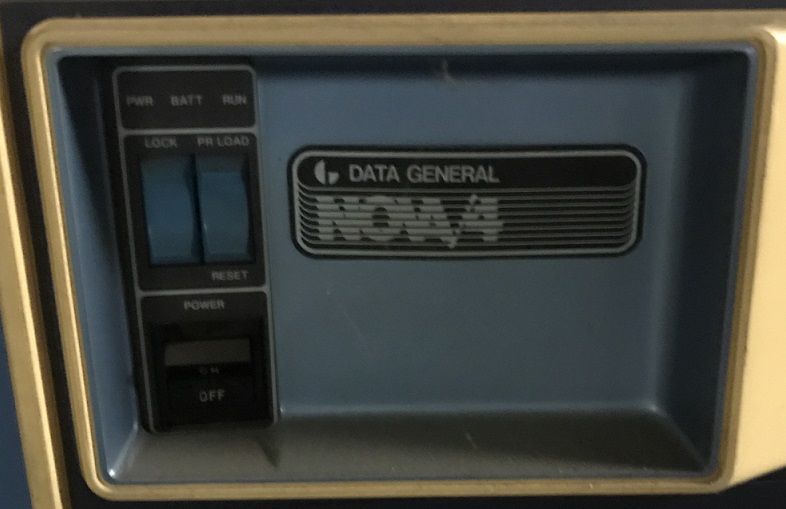 PWR BATT RUN
LOCK PR LOAD
RESET
POWER
ON
OFF
DATA GENERAL
NOVA/4